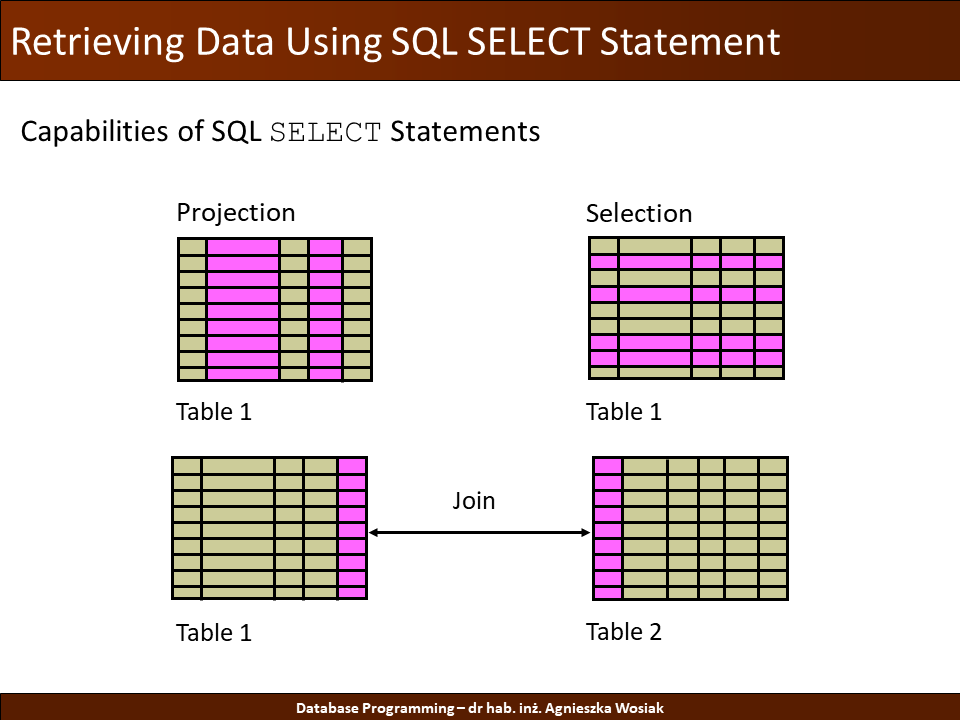 Retrieving Data Using SQL SELECT Statement
Capabilities of SQL SELECT Statements
Projection
Selection
Table 1
Table 1
Join
Table 1
Table 2
Database Programming – dr hab. inż. Agnieszka Wosiak